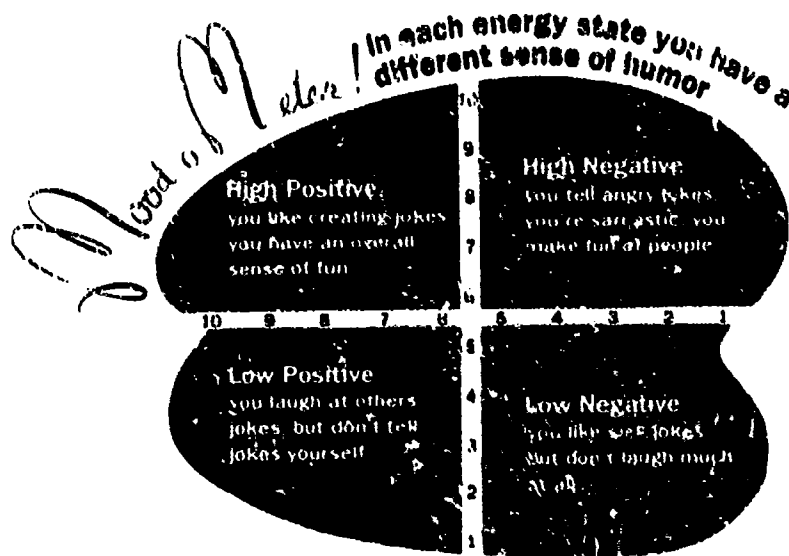 Mood o Meter!
In each energy state you have a
different sense of humor
High Positive
you like creating jokes
you have an overall
sense of fun
High Negative
you tell angry jokes,
you're sarcastic, you
make fun of people
10 9 8 7 6 5 4 3 2 1
10
9
8
7
6
5
4
3
2
1
Low Positive
you laugh at others
jokes, but don't tell
jokes yourself
Low Negative
you like sick jokes
But don't laugh much
at all